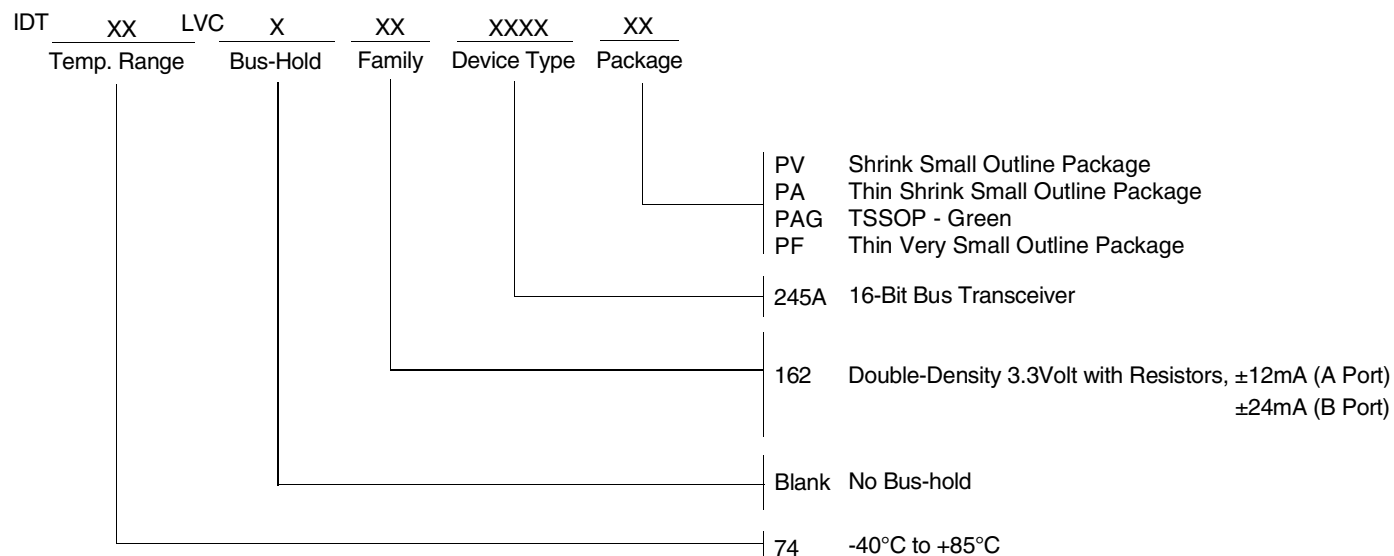 IDT XX LVC X XX XXXX XX
Temp. Range Bus-Hold Family Device Type Package
PV Shrink Small Outline Package
PA Thin Shrink Small Outline Package
PAG TSSOP - Green
PF Thin Very Small Outline Package
245A 16-Bit Bus Transceiver
162 Double-Density 3.3Volt with Resistors, ±12mA (A Port)
±24mA (B Port)
Blank No Bus-hold
74 -40°C to +85°C